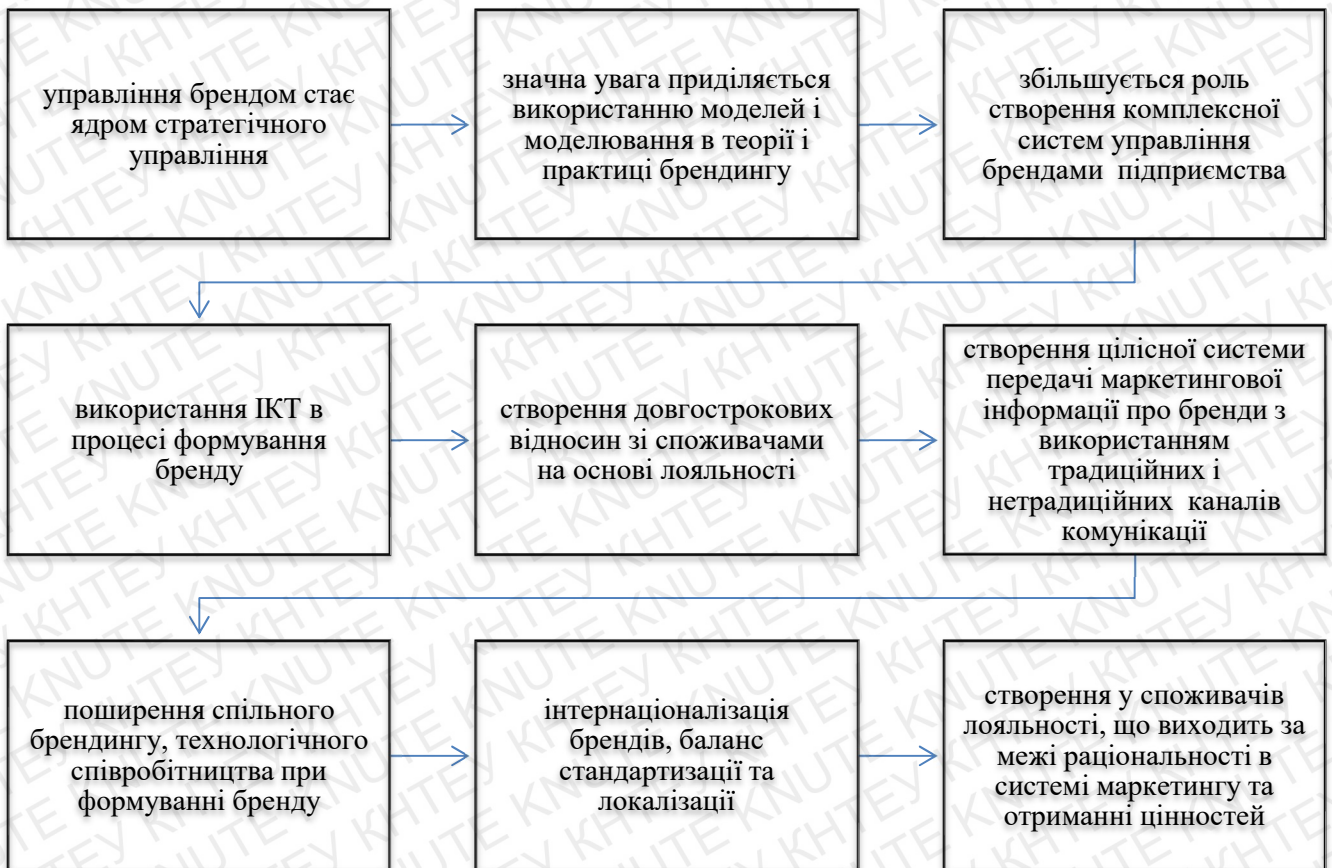 управління брендом стає
ядром стратегічного
управління
значна увага приділяється
використанню моделей і
моделювання в теорії і
практиці брендингу
збільшується роль
створення комплексної
систем управління
брендами підприємства
використання ІКТ в
процесі формування
бренду
створення довгострокових
відносин зі споживачами
на основі лояльності
створення цілісної системи
передачі маркетингової
інформації про бренди з
використанням
традиційних і
нетрадиційних каналів
комунікації
поширення спільного
брендингу, технологічного
співробітництва при
формуванні бренду
інтернаціоналізація
брендів, баланс
стандартизації та
локалізації
створення у споживачів
лояльності, що виходить за
межі раціональності в
системі маркетингу та
отриманні цінностей